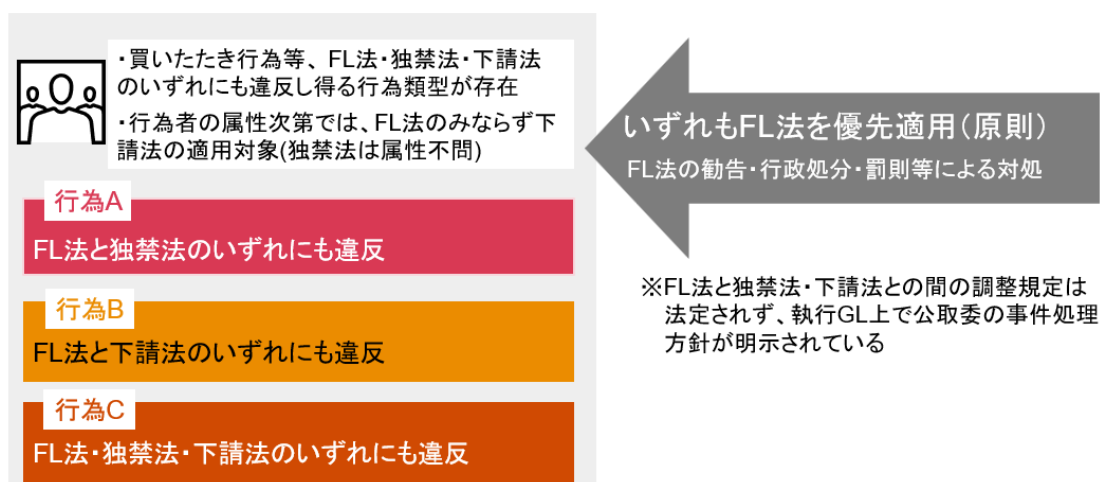 ・買いたたき行為等、FL法・独禁法・下請法
のいずれにも違反し得る行為類型が存在
・行為者の属性次第では、FL法のみならず下
請法の適用対象(独禁法は属性不問)
行為A
FL法と独禁法のいずれにも違反
行為B
FL法と下請法のいずれにも違反
行為C
FL法・独禁法・下請法のいずれにも違反
いずれもFL法を優先適用（原則）
FL法の勧告・行政処分・罰則等による対処
※FL法と独禁法・下請法との間の調整規定は
法定されず、執行GL上で公取委の事件処理
方針が明示されている